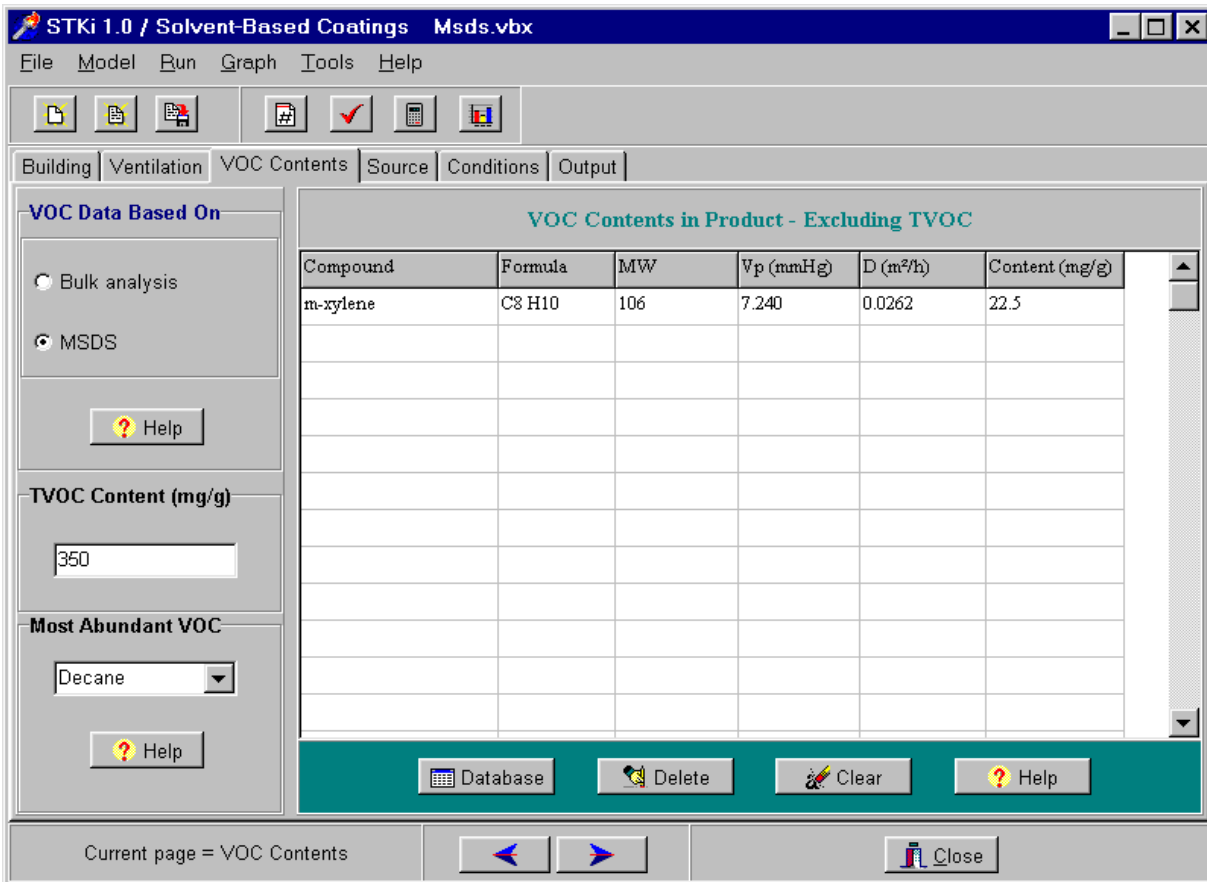 STKi 1.0 / Solvent-Based Coatings Msds.vbx
File Model Run Graph Tools Help
Building Ventilation VOC Contents Source Conditions Output
VOC Data Based On
Bulk analysis
MSDS
? Help
TVOC Content (mg/g)
350
Most Abundant VOC
Decane
? Help
VOC Contents in Product - Excluding TVOC
Compound Formula MW Vp (mmHg) D (m²/h) Content (mg/g)
m-xylene C8 H10 106 7.240 0.0262 22.5
Database Delete Clear ? Help
Current page = VOC Contents
Close